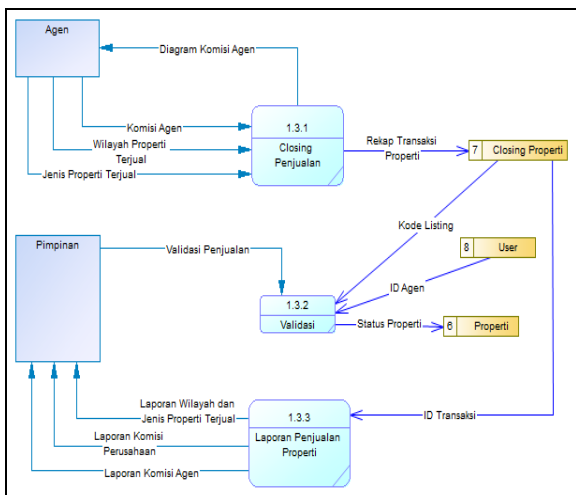 Agen
Diagram Komisi Agen
Komisi Agen
Wilayah Properti
Terjual
Jenis Properti Terjual
1.3.1
Closing
Penjualan
Rekap Transaksi
Properti
7 Closing Properti
Kode Listing
Pimpinan
Validasi Penjualan
8 User
ID Agen
1.3.2
Validasi
Status Properti
6 Properti
Laporan Wilayah dan
Jenis Properti Terjual
Laporan Komisi
Perusahaan
Laporan Komisi Agen
1.3.3
Laporan Penjualan
Properti
ID Transaksi